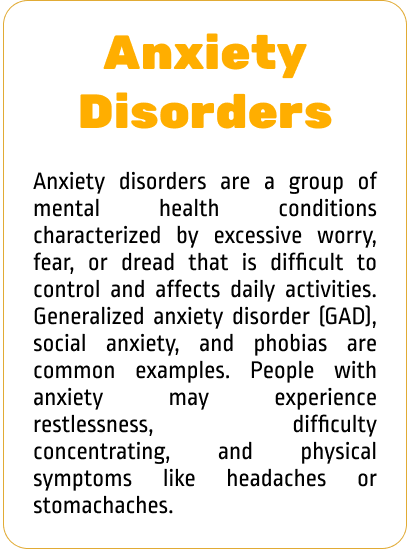 Anxiety
Disorders
Anxiety disorders are a group of
mental health conditions
characterized by excessive worry,
fear, or dread that is difficult to
control and affects daily activities.
Generalized anxiety disorder (GAD),
social anxiety, and phobias are
common examples. People with
anxiety may experience
restlessness, difficulty
concentrating, and physical
symptoms like headaches or
stomachaches.